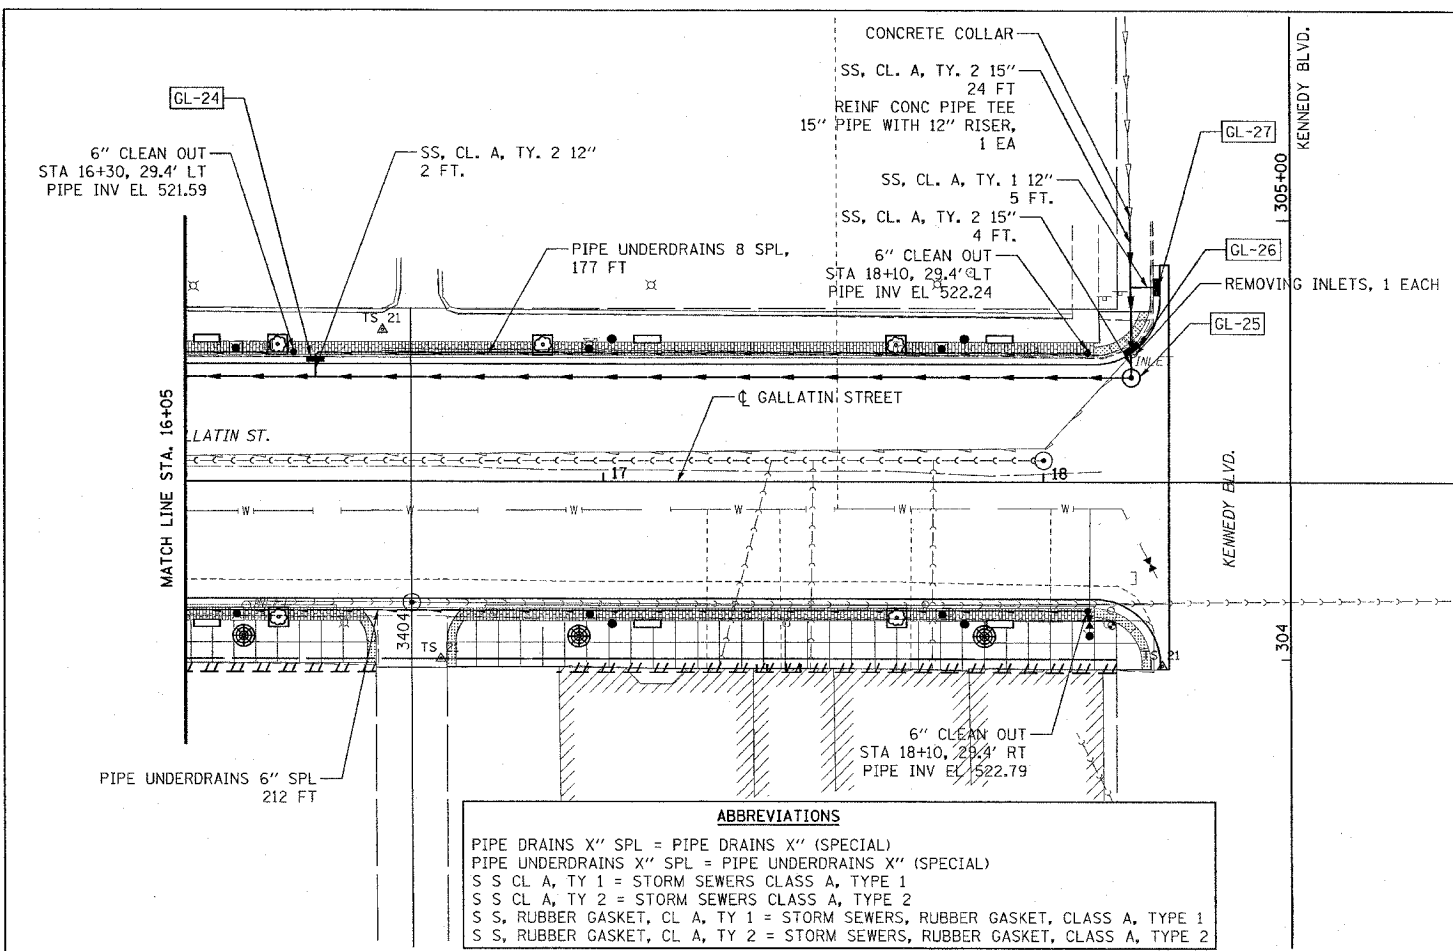 CONCRETE COLLAR
SS, CL. A, TY. 2 15"
24 FT
REINF CONC PIPE TEE
15" PIPE WITH 12" RISER,
1 EA
KENNEDY BLVD.
GL-24
GL-27
6" CLEAN OUT
STA 16+30, 29.4' LT
PIPE INV EL 521.59
SS, CL. A, TY. 2 12"
2 FT.
SS, CL. A, TY. 1 12"
5 FT.
305+00
SS, CL. A, TY. 2 15"
4 FT.
PIPE UNDERDRAINS 8 SPL,
177 FT
6" CLEAN OUT
STA 18+10, 29.4' LT
PIPE INV EL 522.24
GL-26
REMOVING INLETS, 1 EACH
GL-25
TS 21
INLE
MATCH LINE STA. 16+05
℄ GALLATIN STREET
LLATIN ST.
17
18
W W W W W W
KENNEDY BLVD.
3404
TS 21
TS 21
304
6" CLEAN OUT
STA 18+10, 29.4' RT
PIPE INV EL 522.79
PIPE UNDERDRAINS 6" SPL
212 FT
ABBREVIATIONS
PIPE DRAINS X" SPL = PIPE DRAINS X" (SPECIAL)
PIPE UNDERDRAINS X" SPL = PIPE UNDERDRAINS X" (SPECIAL)
S S CL A, TY 1 = STORM SEWERS CLASS A, TYPE 1
S S CL A, TY 2 = STORM SEWERS CLASS A, TYPE 2
S S, RUBBER GASKET, CL A, TY 1 = STORM SEWERS, RUBBER GASKET, CLASS A, TYPE 1
S S, RUBBER GASKET, CL A, TY 2 = STORM SEWERS, RUBBER GASKET, CLASS A, TYPE 2